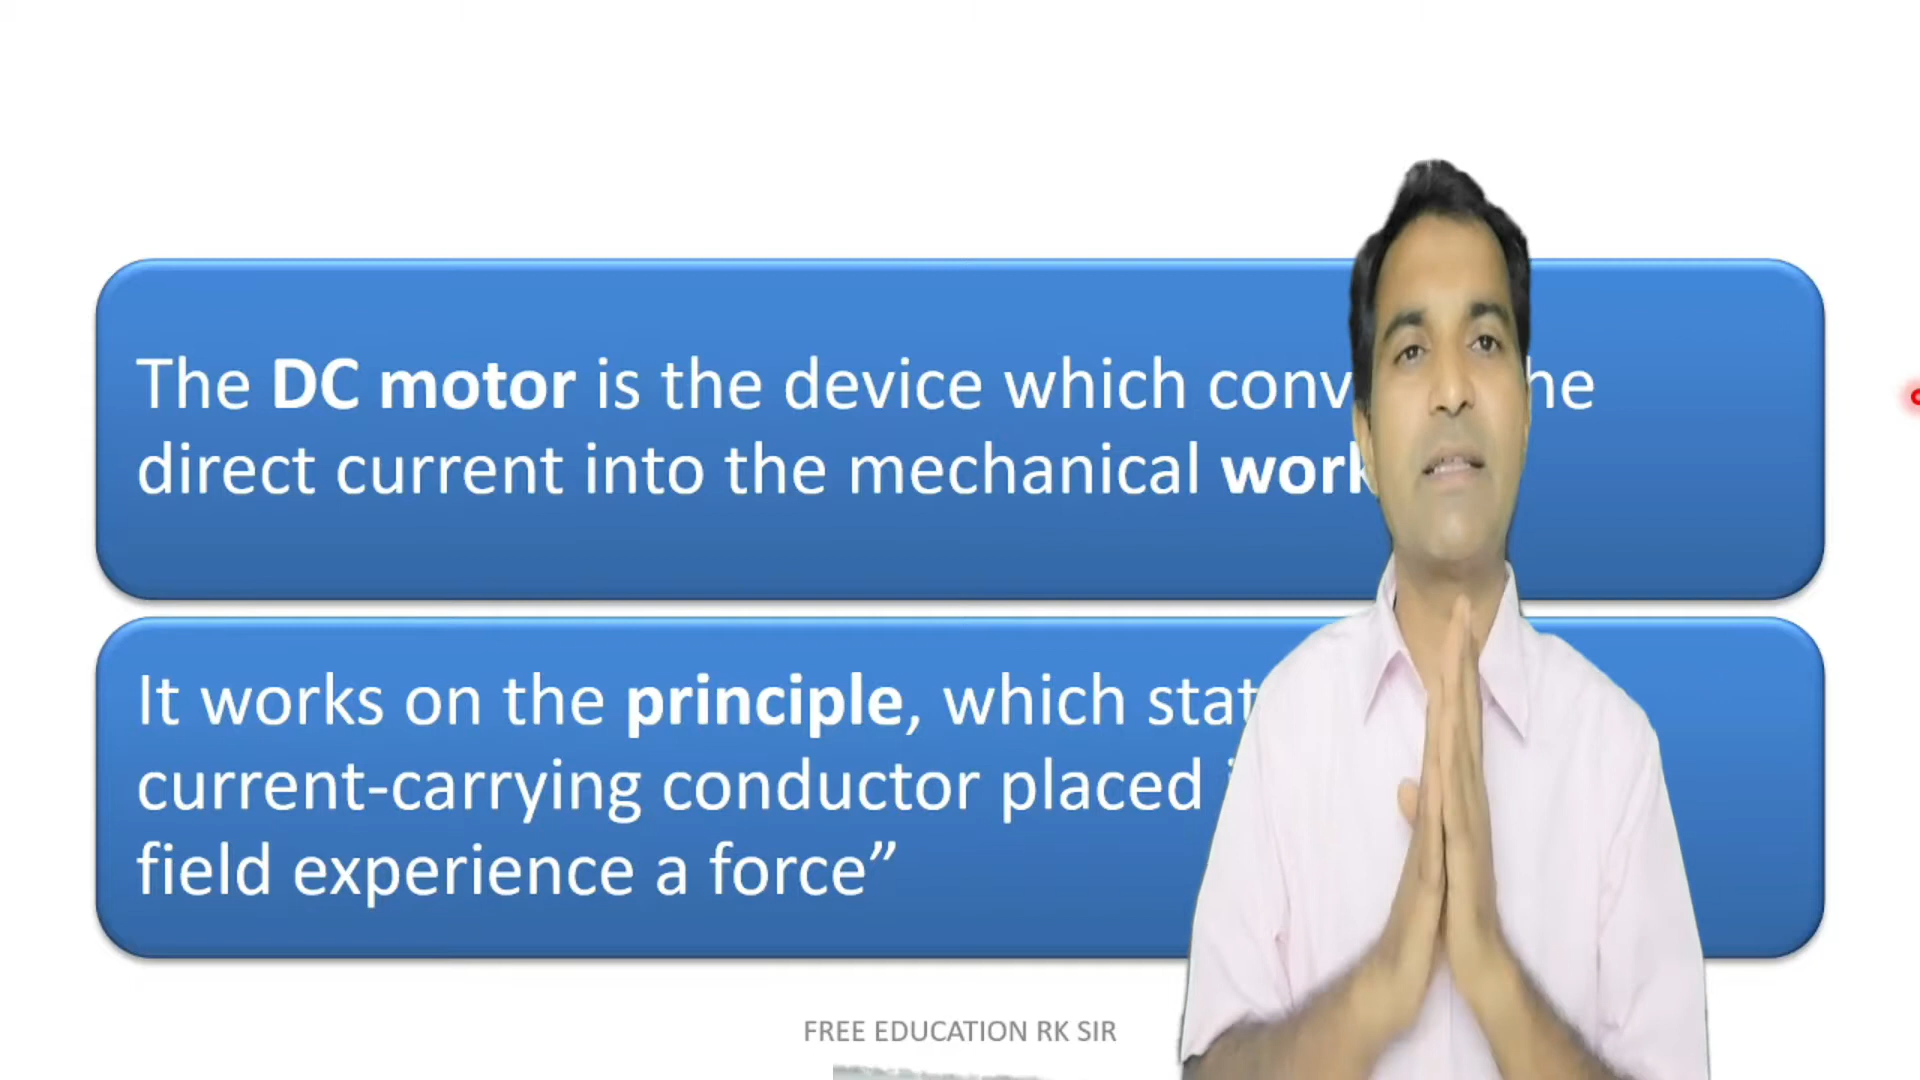 The DC motor is the device which conv he
direct current into the mechanical work
It works on the principle, which stat
current-carrying conductor placed
field experience a force”
FREE EDUCATION RK SIR